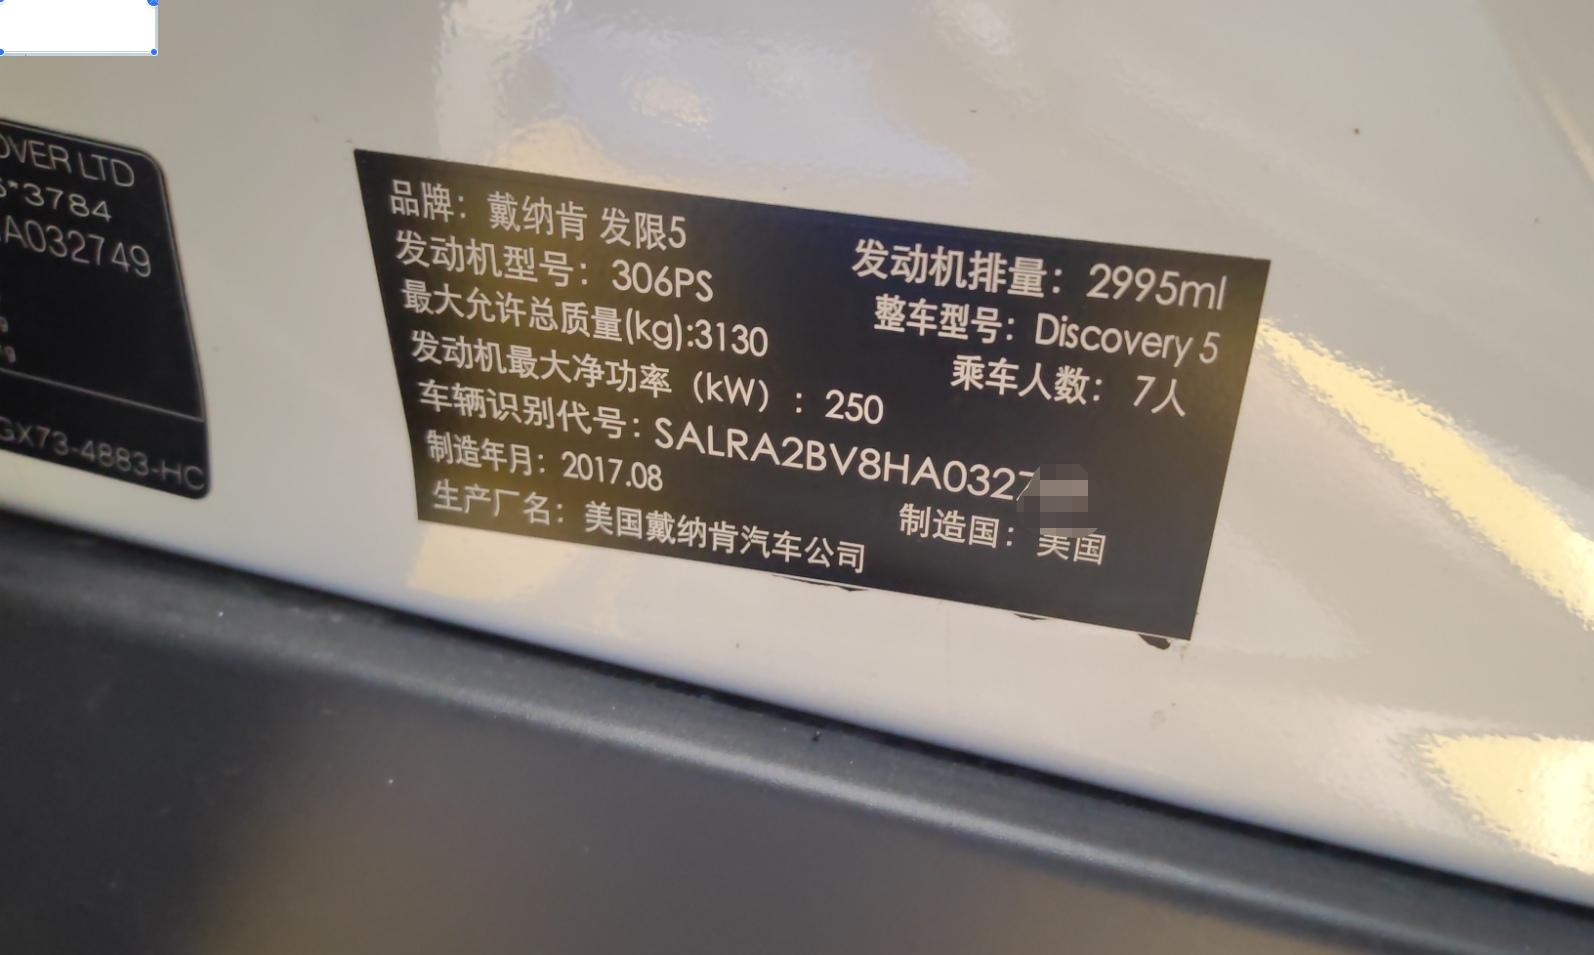 OVER LTD
*3784
A032749
GX73-4883-HC
品牌：戴纳肯 发限5
发动机型号：306PS
发动机排量：2995ml
最大允许总质量(kg):3130
整车型号：Discovery 5
发动机最大净功率（kW）：250
乘车人数：7人
车辆识别代号：SALRA2BV8HA0327
制造年月：2017.08
制造国：美国
生产厂名：美国戴纳肯汽车公司